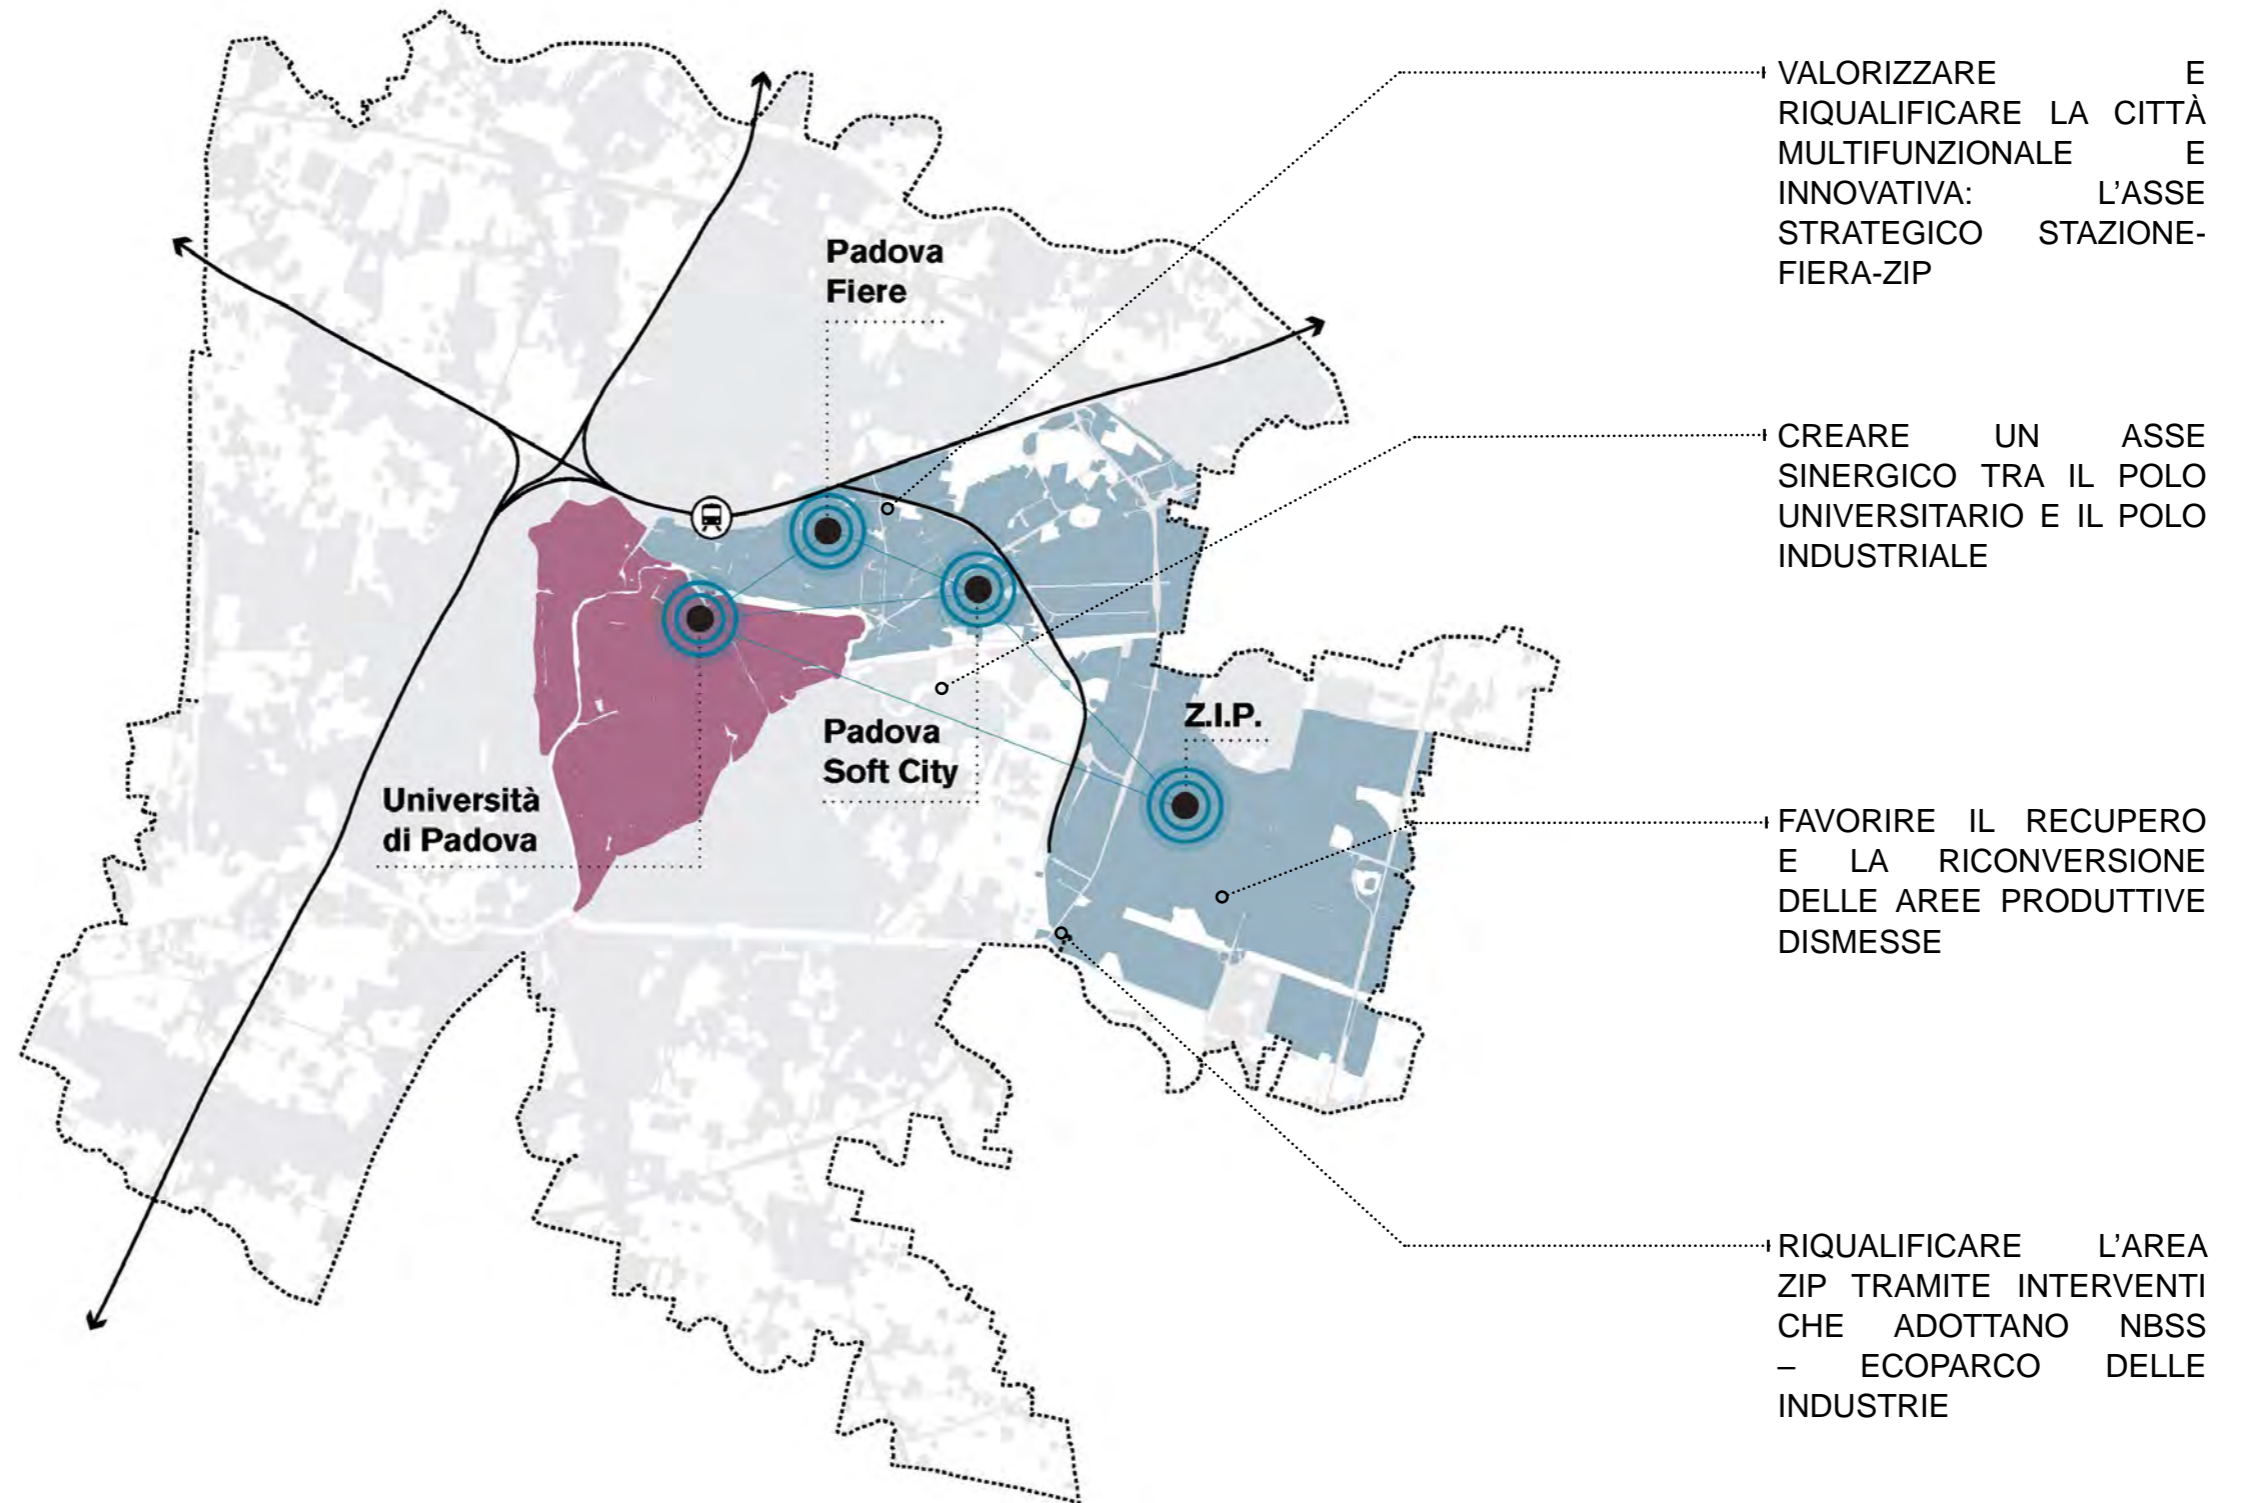 Padova
Fiere
Padova
Soft City
Z.I.P.
Università
di Padova
VALORIZZARE E
RIQUALIFICARE LA CITTÀ
MULTIFUNZIONALE E
INNOVATIVA: L'ASSE
STRATEGICO STAZIONE-
FIERA-ZIP
CREARE UN ASSE
SINERGICO TRA IL POLO
UNIVERSITARIO E IL POLO
INDUSTRIALE
FAVORIRE IL RECUPERO
E LA RICONVERSIONE
DELLE AREE PRODUTTIVE
DISMESSE
RIQUALIFICARE L'AREA
ZIP TRAMITE INTERVENTI
CHE ADOTTANO NBSS
– ECOPARCO DELLE
INDUSTRIE